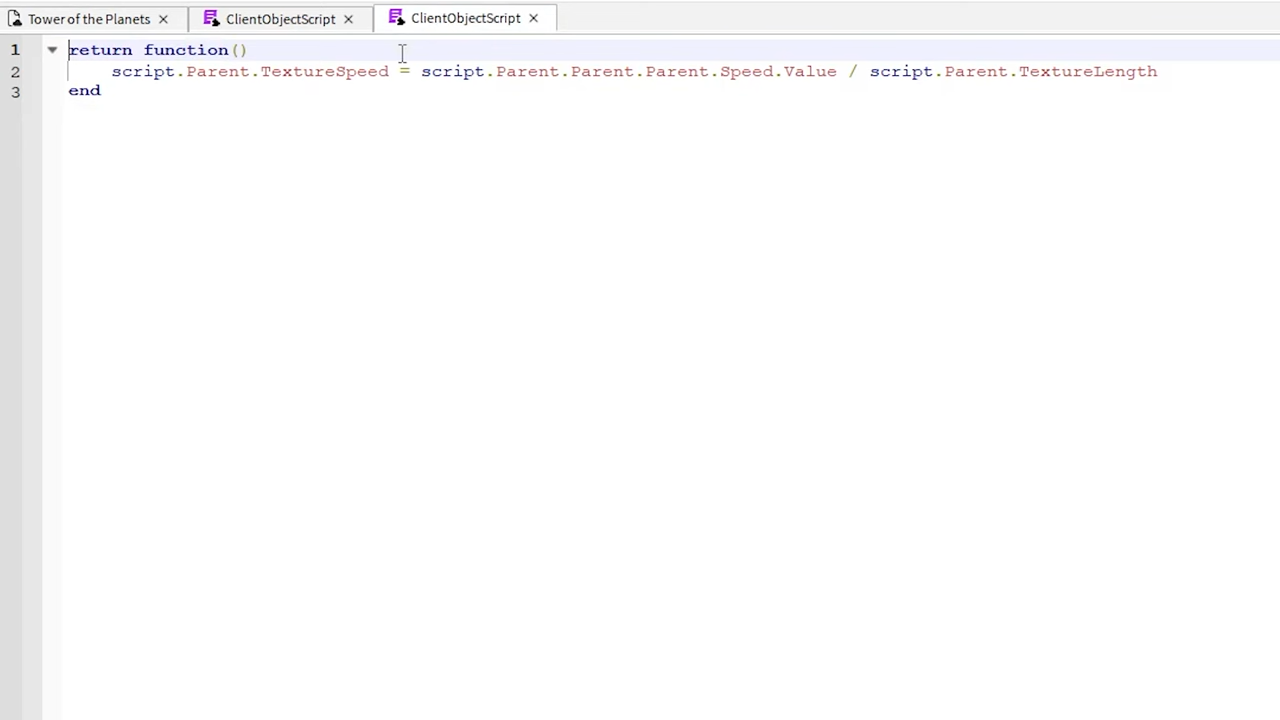 Tower of the Planets
ClientObjectScript
ClientObjectScript
1 return function()
2 script.Parent.TextureSpeed = script.Parent.Parent.Parent.Speed.Value / script.Parent.TextureLength
3 end